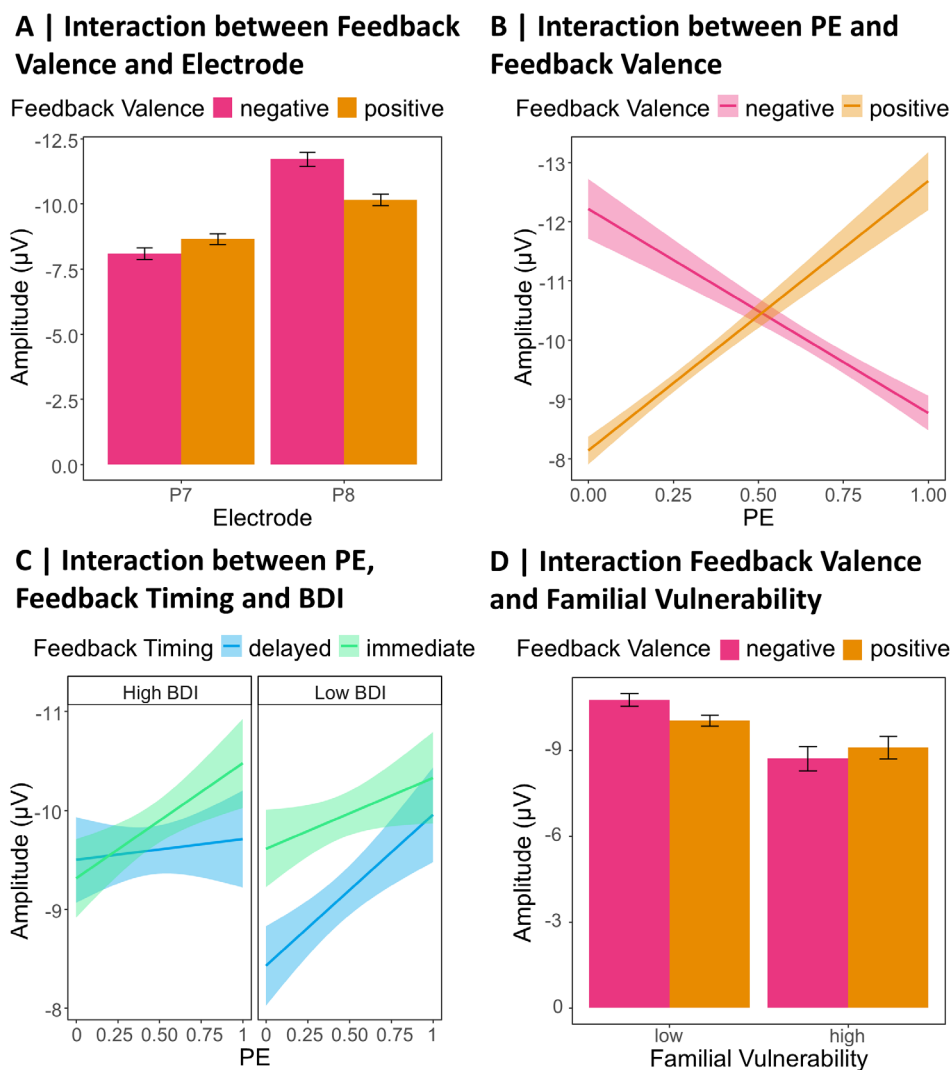 A | Interaction between Feedback
Valence and Electrode
Feedback Valence negative positive
-12.5
-10.0
-7.5
-5.0
-2.5
0.0
Amplitude (µV)
P7 P8
Electrode
B | Interaction between PE and
Feedback Valence
Feedback Valence negative positive
-13
-12
-11
-10
-9
-8
Amplitude (µV)
0.00 0.25 0.50 0.75 1.00
PE
C | Interaction between PE,
Feedback Timing and BDI
Feedback Timing delayed immediate
High BDI Low BDI
-11
-10
-9
-8
Amplitude (µV)
0 0.25 0.50 0.75 1 0 0.25 0.50 0.75 1
PE
D | Interaction Feedback Valence
and Familial Vulnerability
Feedback Valence negative positive
-9
-6
-3
0
Amplitude (µV)
low high
Familial Vulnerability